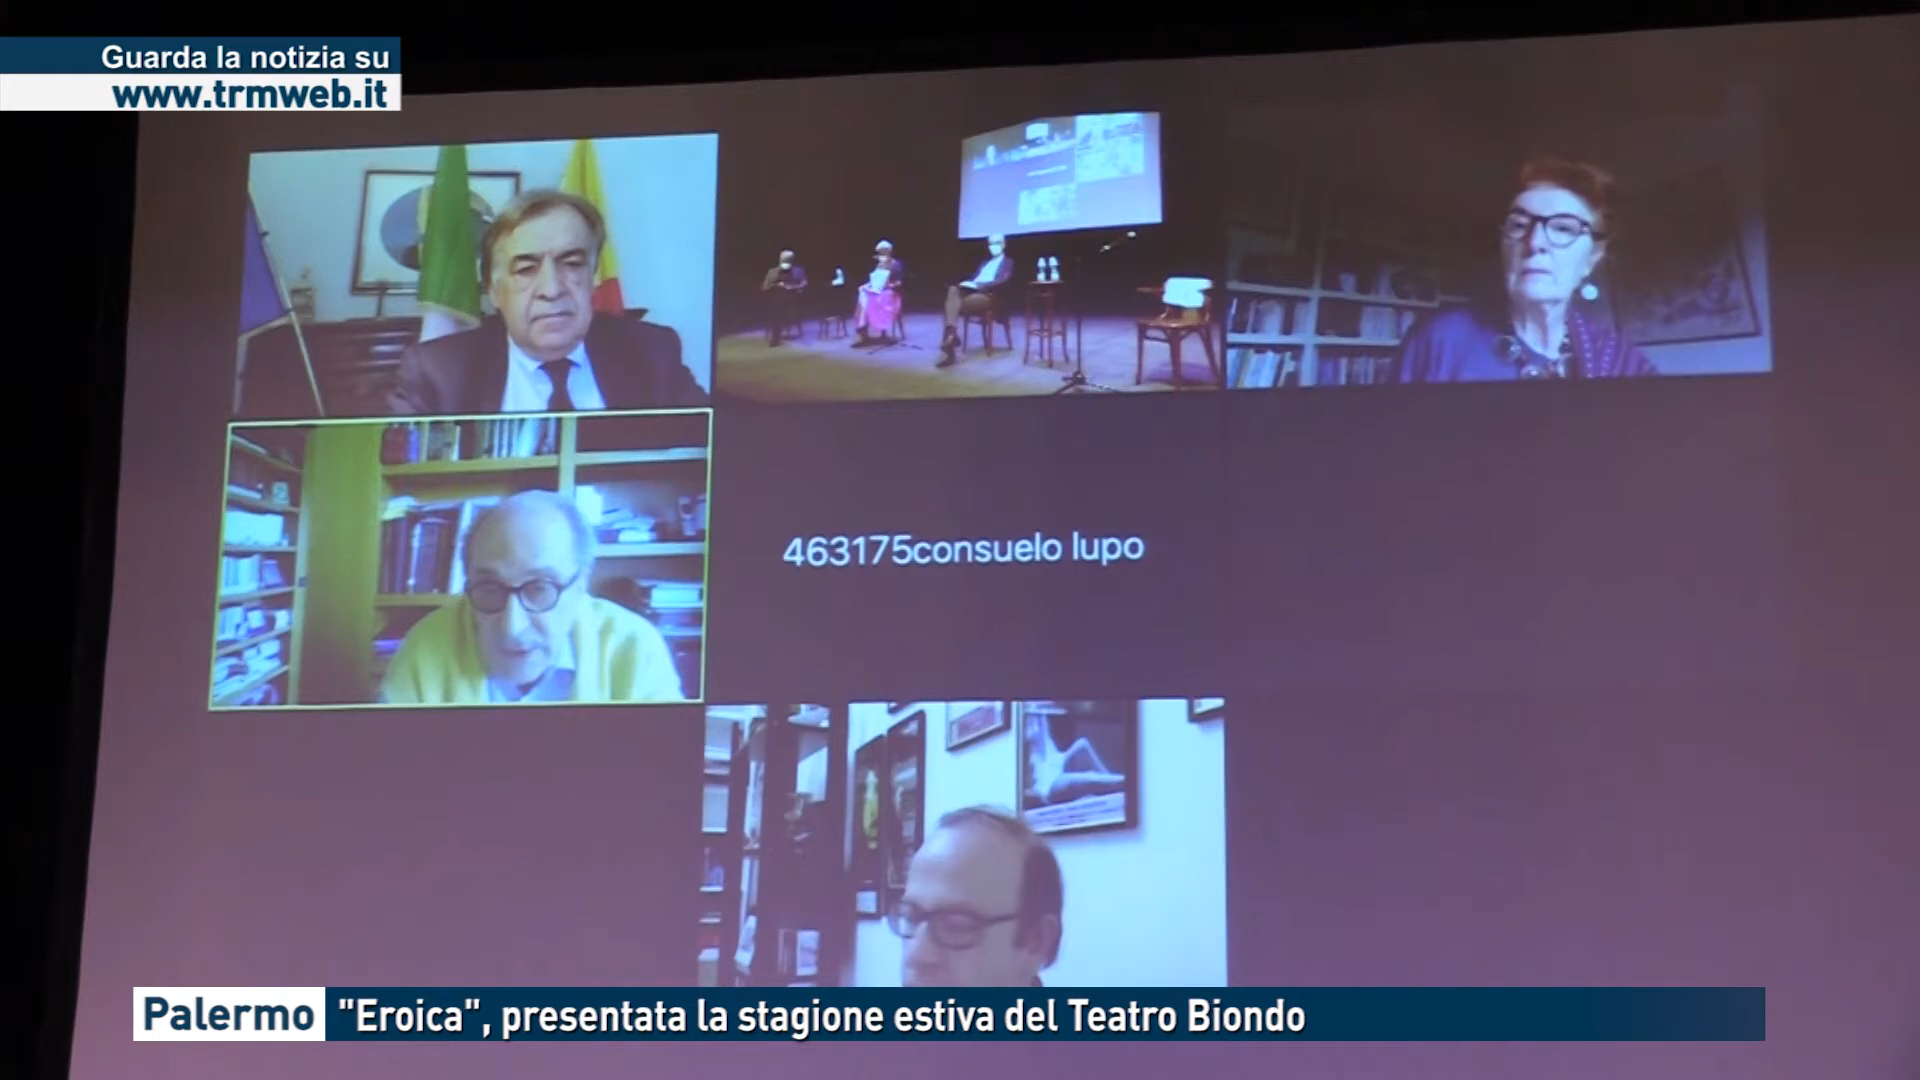 Guarda la notizia su
www.trmweb.it
463175consuelo lupo
Palermo "Eroica", presentata la stagione estiva del Teatro Biondo